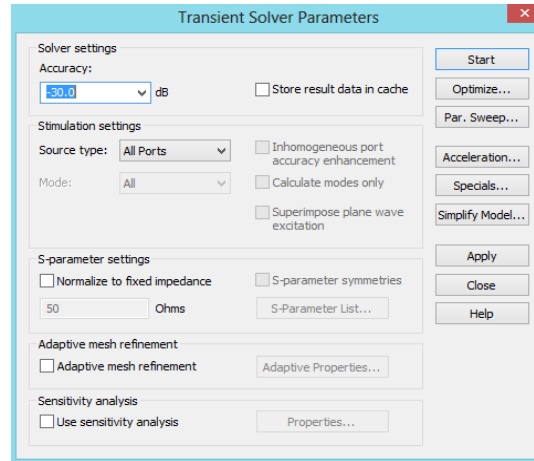 Transient Solver Parameters
Solver settings
Accuracy:
-30.0 dB
Store result data in cache
Stimulation settings
Source type: All Ports
Inhomogeneous port
accuracy enhancement
Mode: All
Calculate modes only
Superimpose plane wave
excitation
S-parameter settings
Normalize to fixed impedance
S-parameter symmetries
50 Ohms
S-Parameter List...
Adaptive mesh refinement
Adaptive mesh refinement
Adaptive Properties...
Sensitivity analysis
Use sensitivity analysis
Properties...
Start
Optimize...
Par. Sweep...
Acceleration...
Specials...
Simplify Model...
Apply
Close
Help